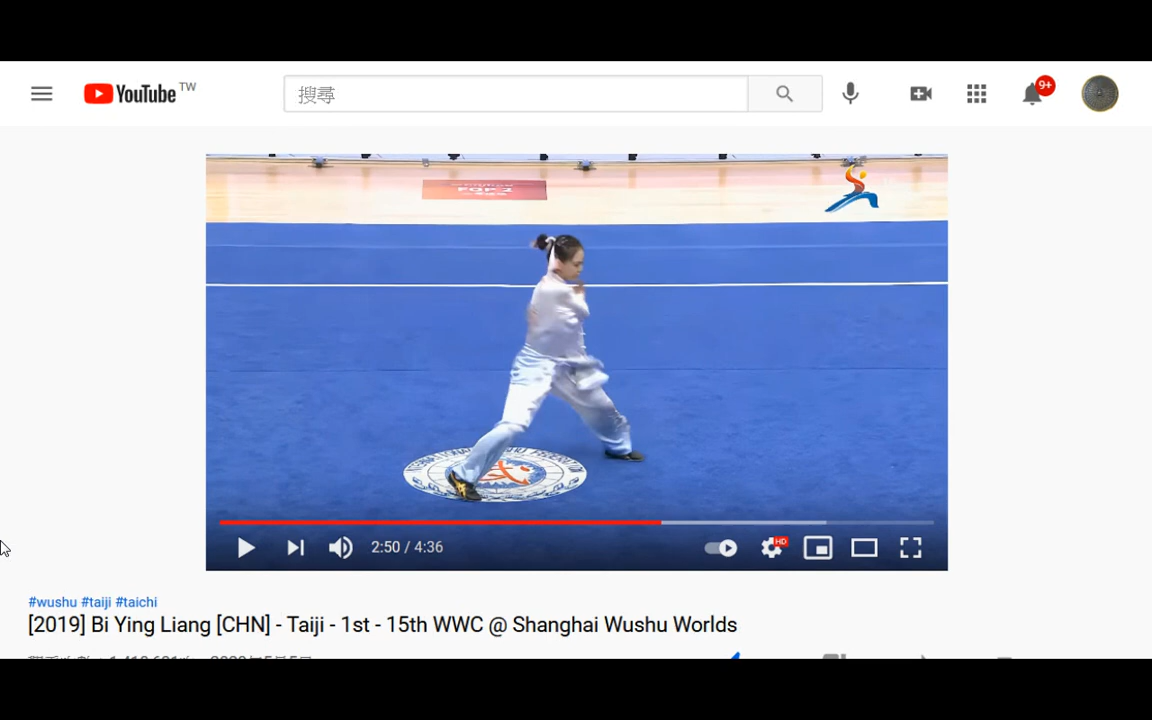 YouTube TW
搜尋
9+
2:50 / 4:36
HD
#wushu #taiji #taichi
[2019] Bi Ying Liang [CHN] - Taiji - 1st - 15th WWC @ Shanghai Wushu Worlds